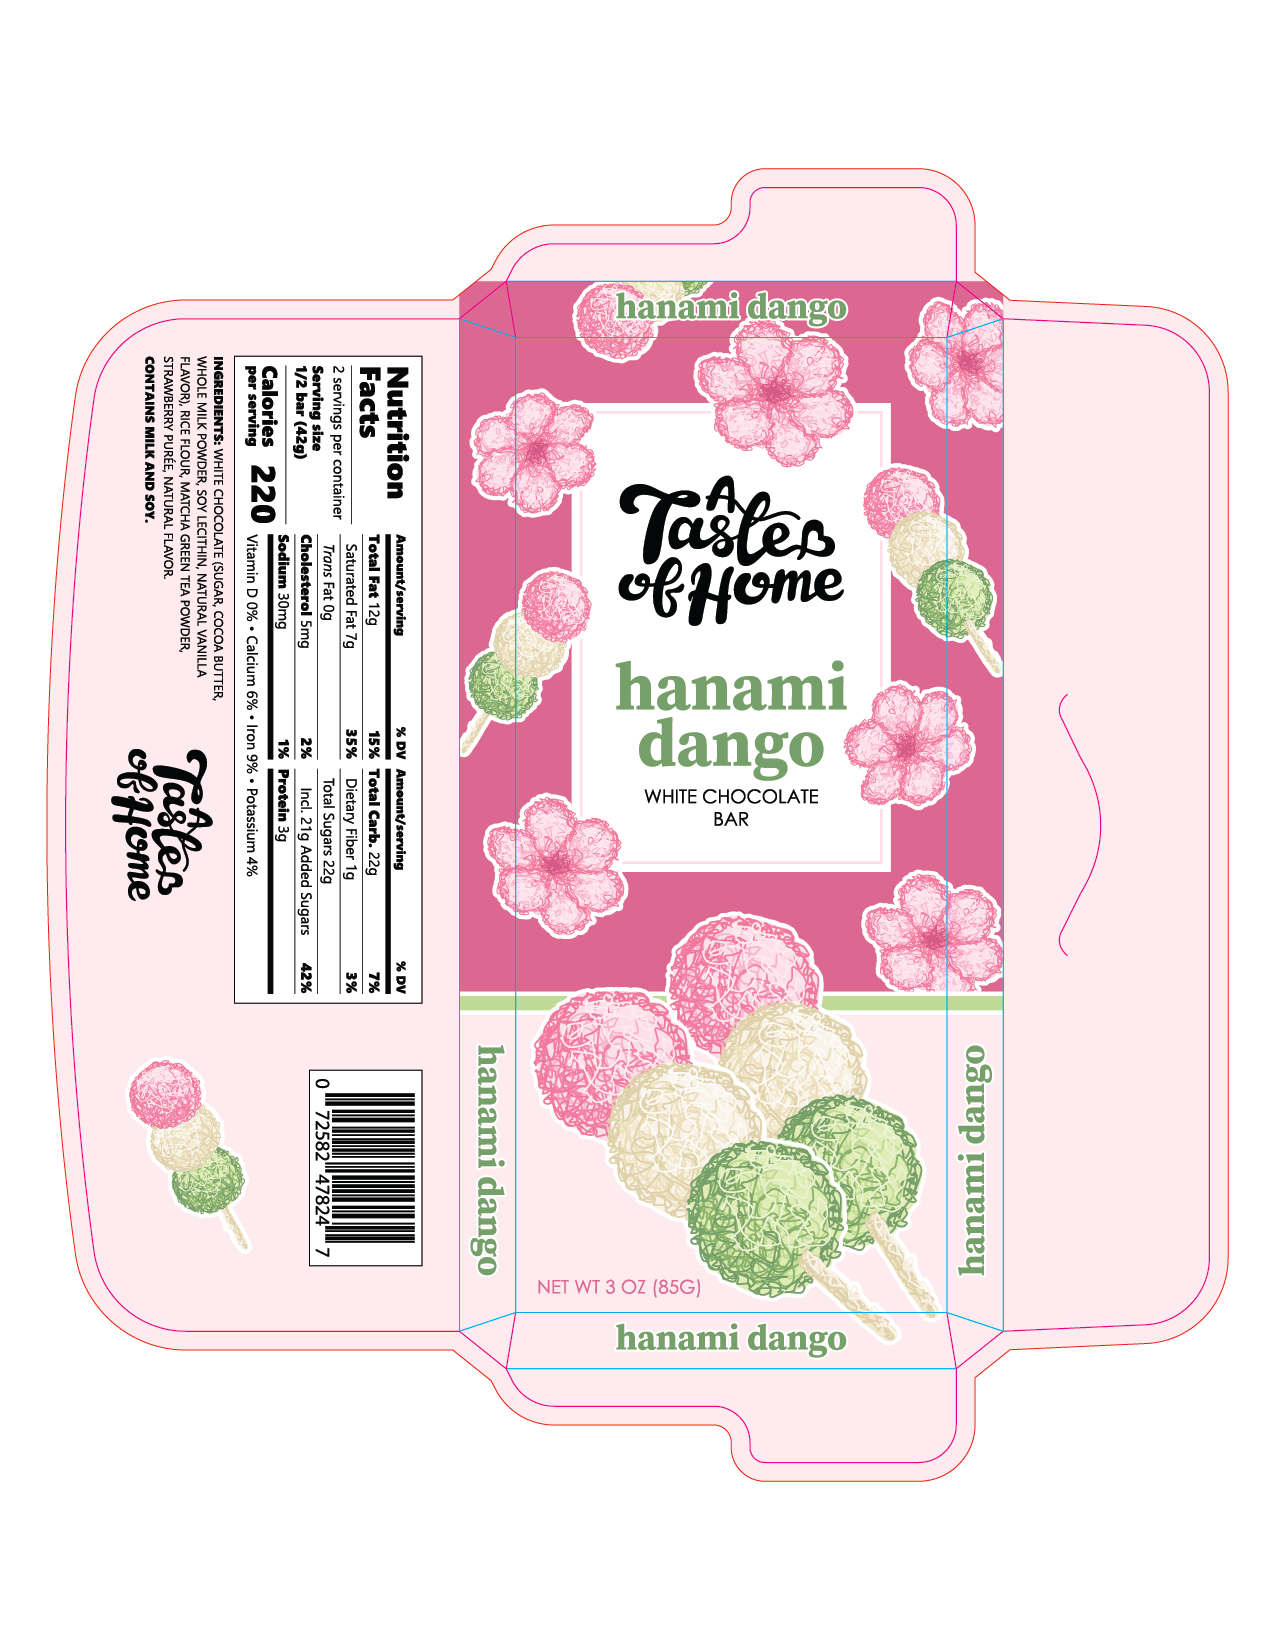 hanami dango
A
Taste
of Home
hanami
dango
WHITE CHOCOLATE
BAR
hanami dango
hanami dango
NET WT 3 OZ (85G)
hanami dango
Nutrition
Facts
2 servings per container
Serving size
1/2 bar (42g)
Calories 220
per serving
Amount/serving % DV
Total Fat 12g 15%
Saturated Fat 7g 35%
Trans Fat 0g
Cholesterol 5mg 2%
Sodium 30mg 1%
Amount/serving % DV
Total Carb. 22g 7%
Dietary Fiber 1g 3%
Total Sugars 22g
Incl. 21g Added Sugars 42%
Protein 3g
Vitamin D 0% • Calcium 6% • Iron 9% • Potassium 4%
INGREDIENTS: WHITE CHOCOLATE (SUGAR, COCOA BUTTER,
WHOLE MILK POWDER, SOY LECITHIN, NATURAL VANILLA
FLAVOR), RICE FLOUR, MATCHA GREEN TEA POWDER,
STRAWBERRY PURÉE, NATURAL FLAVOR.
CONTAINS MILK AND SOY.
A
Taste
of Home
0 72582 47824 7